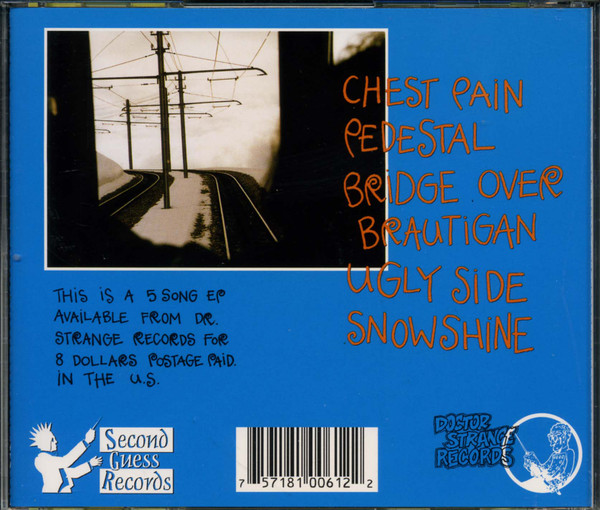 CHEST PAIN
PEDESTAL
BRIDGE OVER
BRAUTIGAN
UGLY SIDE
SNOWSHINE
THIS IS A 5 SONG EP
AVAILABLE FROM DR.
STRANGE RECORDS FOR
8 DOLLARS POSTAGE PAID.
IN THE U.S.
Second
Guess
Records
7 57181 00612 2
DOCTOR
STRANGE
RECORDS